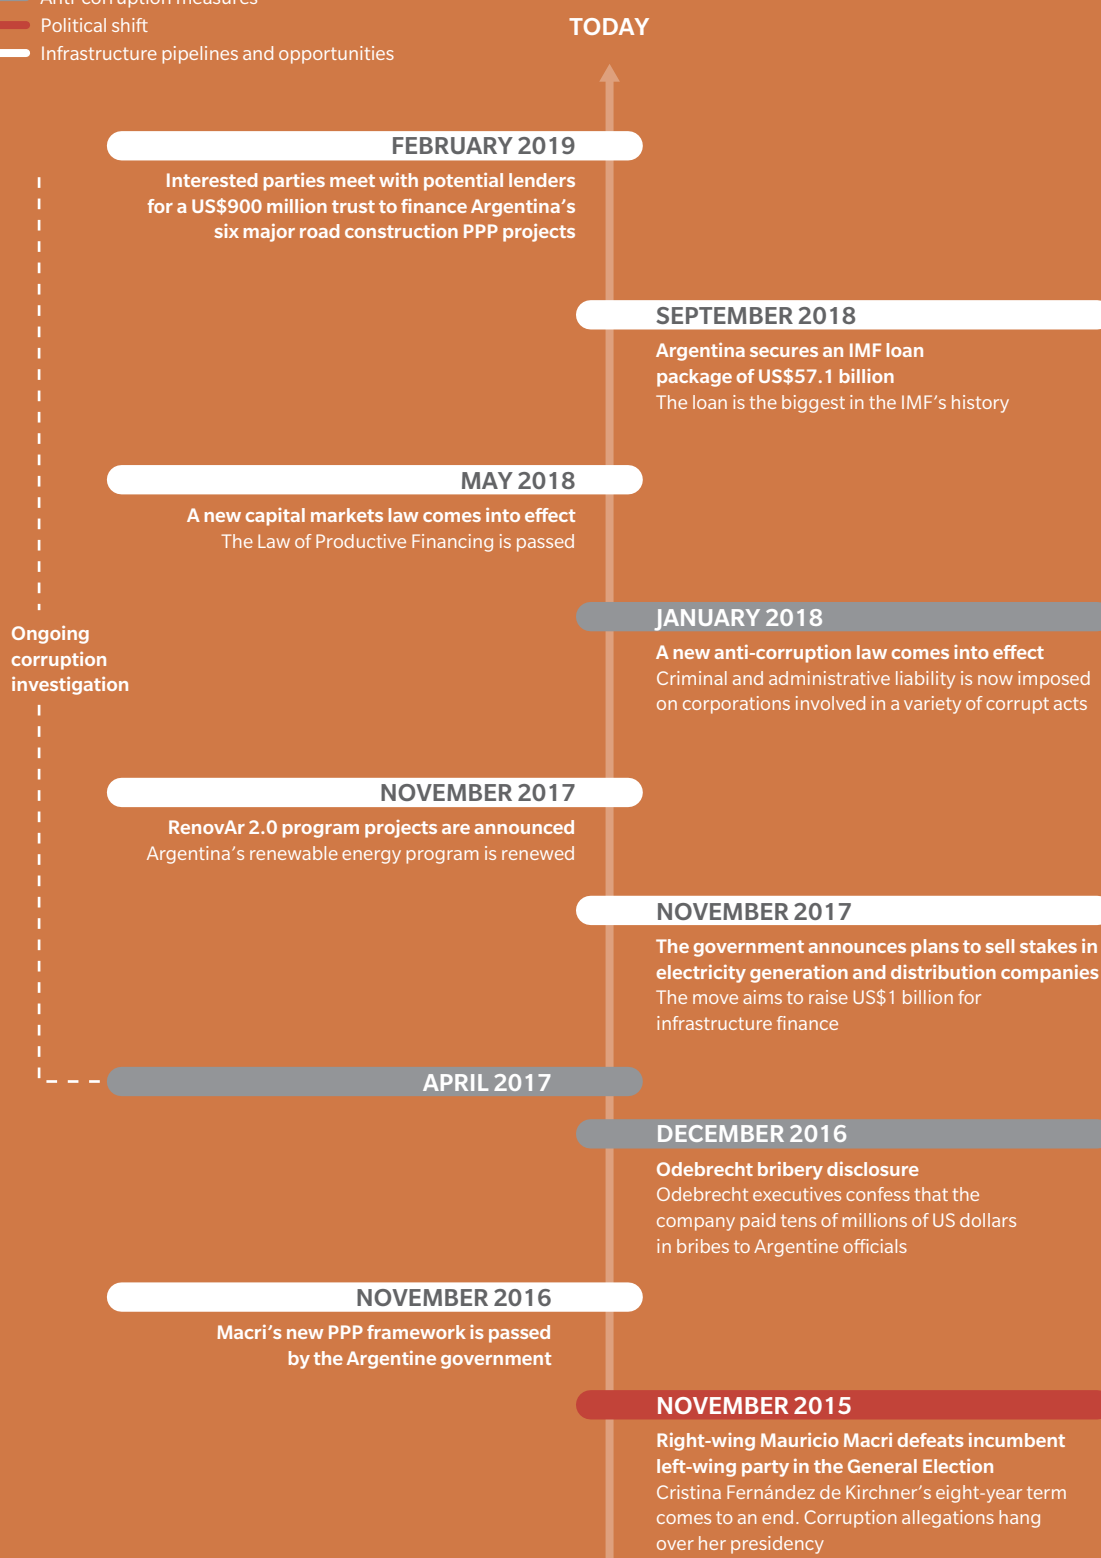 Anti-corruption measures
Political shift
Infrastructure pipelines and opportunities
TODAY
FEBRUARY 2019
Interested parties meet with potential lenders
for a US$900 million trust to finance Argentina's
six major road construction PPP projects
SEPTEMBER 2018
Argentina secures an IMF loan
package of US$57.1 billion
The loan is the biggest in the IMF's history
MAY 2018
A new capital markets law comes into effect
The Law of Productive Financing is passed
JANUARY 2018
A new anti-corruption law comes into effect
Criminal and administrative liability is now imposed
on corporations involved in a variety of corrupt acts
Ongoing
corruption
investigation
NOVEMBER 2017
RenovAr 2.0 program projects are announced
Argentina's renewable energy program is renewed
NOVEMBER 2017
The government announces plans to sell stakes in
electricity generation and distribution companies
The move aims to raise US$1 billion for
infrastructure finance
APRIL 2017
DECEMBER 2016
Odebrecht bribery disclosure
Odebrecht executives confess that the
company paid tens of millions of US dollars
in bribes to Argentine officials
NOVEMBER 2016
Macri's new PPP framework is passed
by the Argentine government
NOVEMBER 2015
Right-wing Mauricio Macri defeats incumbent
left-wing party in the General Election
Cristina Fernández de Kirchner's eight-year term
comes to an end. Corruption allegations hang
over her presidency